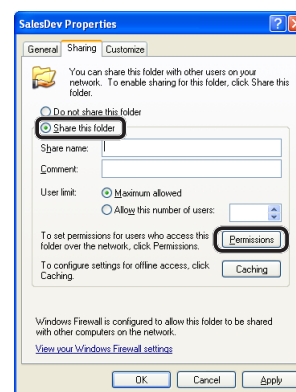 SalesDev Properties
General Sharing Customize
You can share this folder with other users on your
network. To enable sharing for this folder, click Share this
folder.
Do not share this folder
Share this folder
Share name:
Comment:
User limit: Maximum allowed
Allow this number of users:
To set permissions for users who access this
folder over the network, click Permissions.
Permissions
To configure settings for offline access, click
Caching.
Caching
Windows Firewall is configured to allow this folder to be shared
with other computers on the network.
View your Windows Firewall settings
OK Cancel Apply